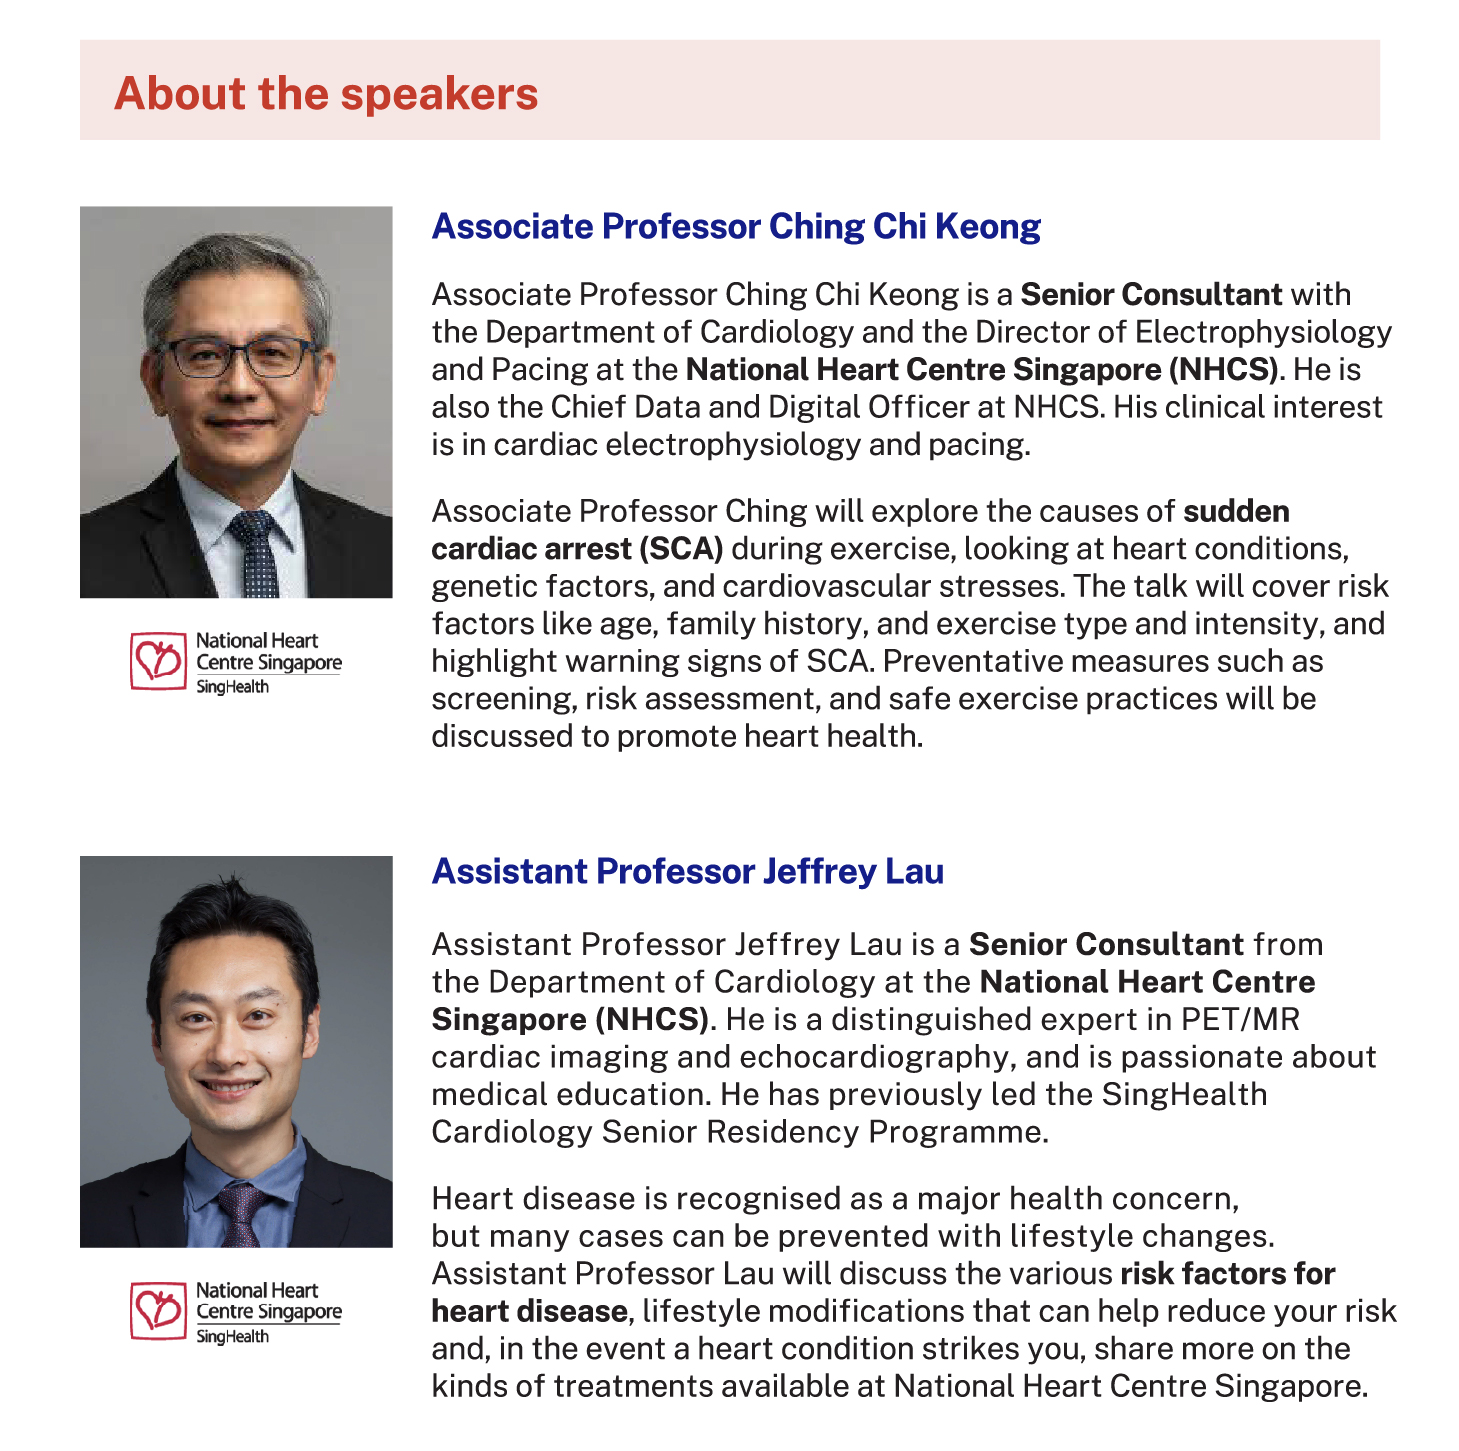 About the speakers
Associate Professor Ching Chi Keong
Associate Professor Ching Chi Keong is a Senior Consultant with
the Department of Cardiology and the Director of Electrophysiology
and Pacing at the National Heart Centre Singapore (NHCS). He is
also the Chief Data and Digital Officer at NHCS. His clinical interest
is in cardiac electrophysiology and pacing.
Associate Professor Ching will explore the causes of sudden
cardiac arrest (SCA) during exercise, looking at heart conditions,
genetic factors, and cardiovascular stresses. The talk will cover risk
factors like age, family history, and exercise type and intensity, and
highlight warning signs of SCA. Preventative measures such as
screening, risk assessment, and safe exercise practices will be
discussed to promote heart health.
National Heart
Centre Singapore
SingHealth
Assistant Professor Jeffrey Lau
Assistant Professor Jeffrey Lau is a Senior Consultant from
the Department of Cardiology at the National Heart Centre
Singapore (NHCS). He is a distinguished expert in PET/MR
cardiac imaging and echocardiography, and is passionate about
medical education. He has previously led the SingHealth
Cardiology Senior Residency Programme.
Heart disease is recognised as a major health concern,
but many cases can be prevented with lifestyle changes.
Assistant Professor Lau will discuss the various risk factors for
heart disease, lifestyle modifications that can help reduce your risk
and, in the event a heart condition strikes you, share more on the
kinds of treatments available at National Heart Centre Singapore.
National Heart
Centre Singapore
SingHealth